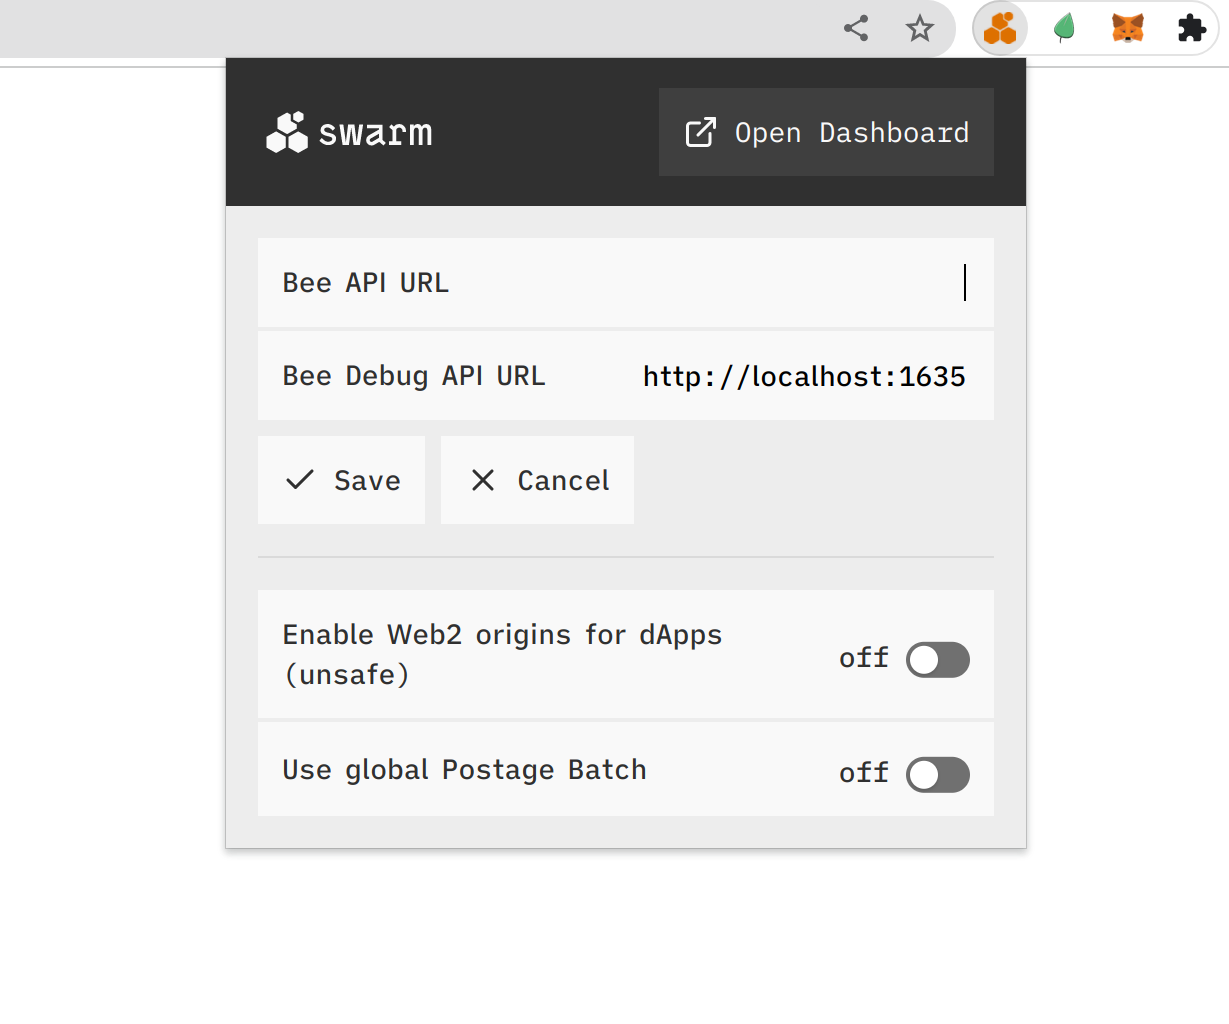 swarm
Open Dashboard
Bee API URL
Bee Debug API URL http://localhost:1635
Save
Cancel
Enable Web2 origins for dApps
(unsafe)
off
Use global Postage Batch
off